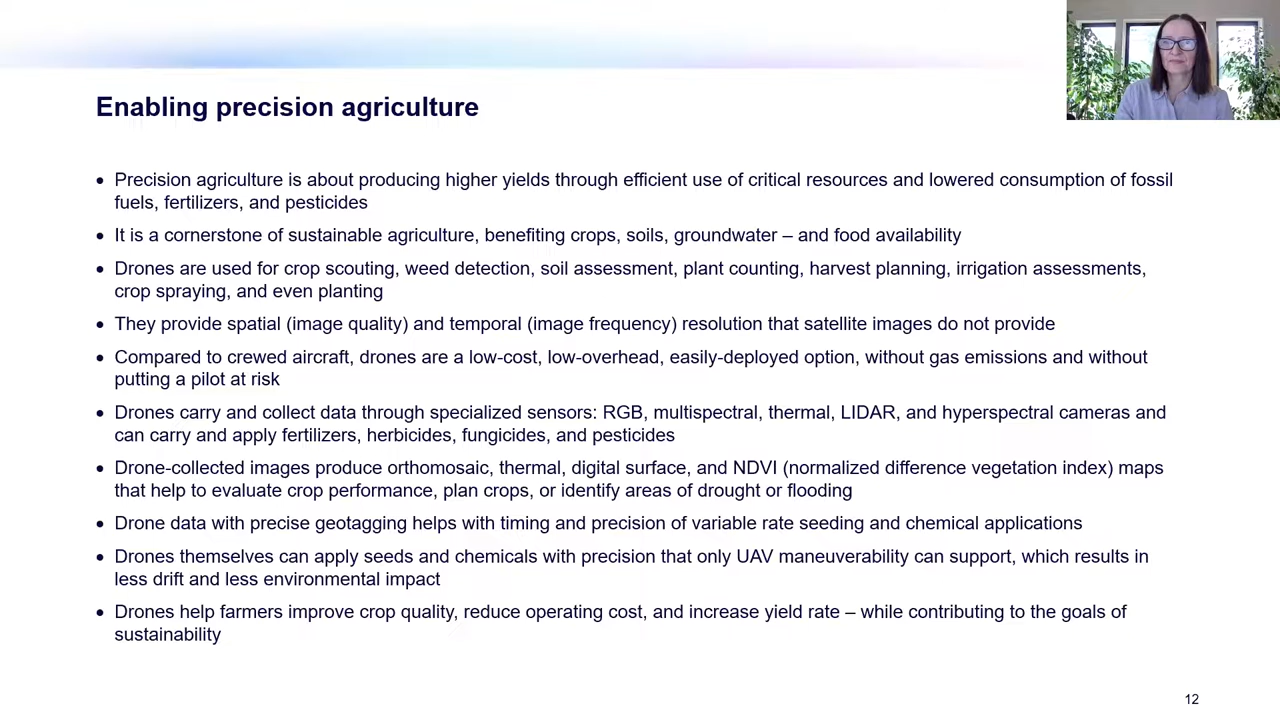 Enabling precision agriculture
• Precision agriculture is about producing higher yields through efficient use of critical resources and lowered consumption of fossil
fuels, fertilizers, and pesticides
• It is a cornerstone of sustainable agriculture, benefiting crops, soils, groundwater – and food availability
• Drones are used for crop scouting, weed detection, soil assessment, plant counting, harvest planning, irrigation assessments,
crop spraying, and even planting
• They provide spatial (image quality) and temporal (image frequency) resolution that satellite images do not provide
• Compared to crewed aircraft, drones are a low-cost, low-overhead, easily-deployed option, without gas emissions and without
putting a pilot at risk
• Drones carry and collect data through specialized sensors: RGB, multispectral, thermal, LIDAR, and hyperspectral cameras and
can carry and apply fertilizers, herbicides, fungicides, and pesticides
• Drone-collected images produce orthomosaic, thermal, digital surface, and NDVI (normalized difference vegetation index) maps
that help to evaluate crop performance, plan crops, or identify areas of drought or flooding
• Drone data with precise geotagging helps with timing and precision of variable rate seeding and chemical applications
• Drones themselves can apply seeds and chemicals with precision that only UAV maneuverability can support, which results in
less drift and less environmental impact
• Drones help farmers improve crop quality, reduce operating cost, and increase yield rate – while contributing to the goals of
sustainability
12